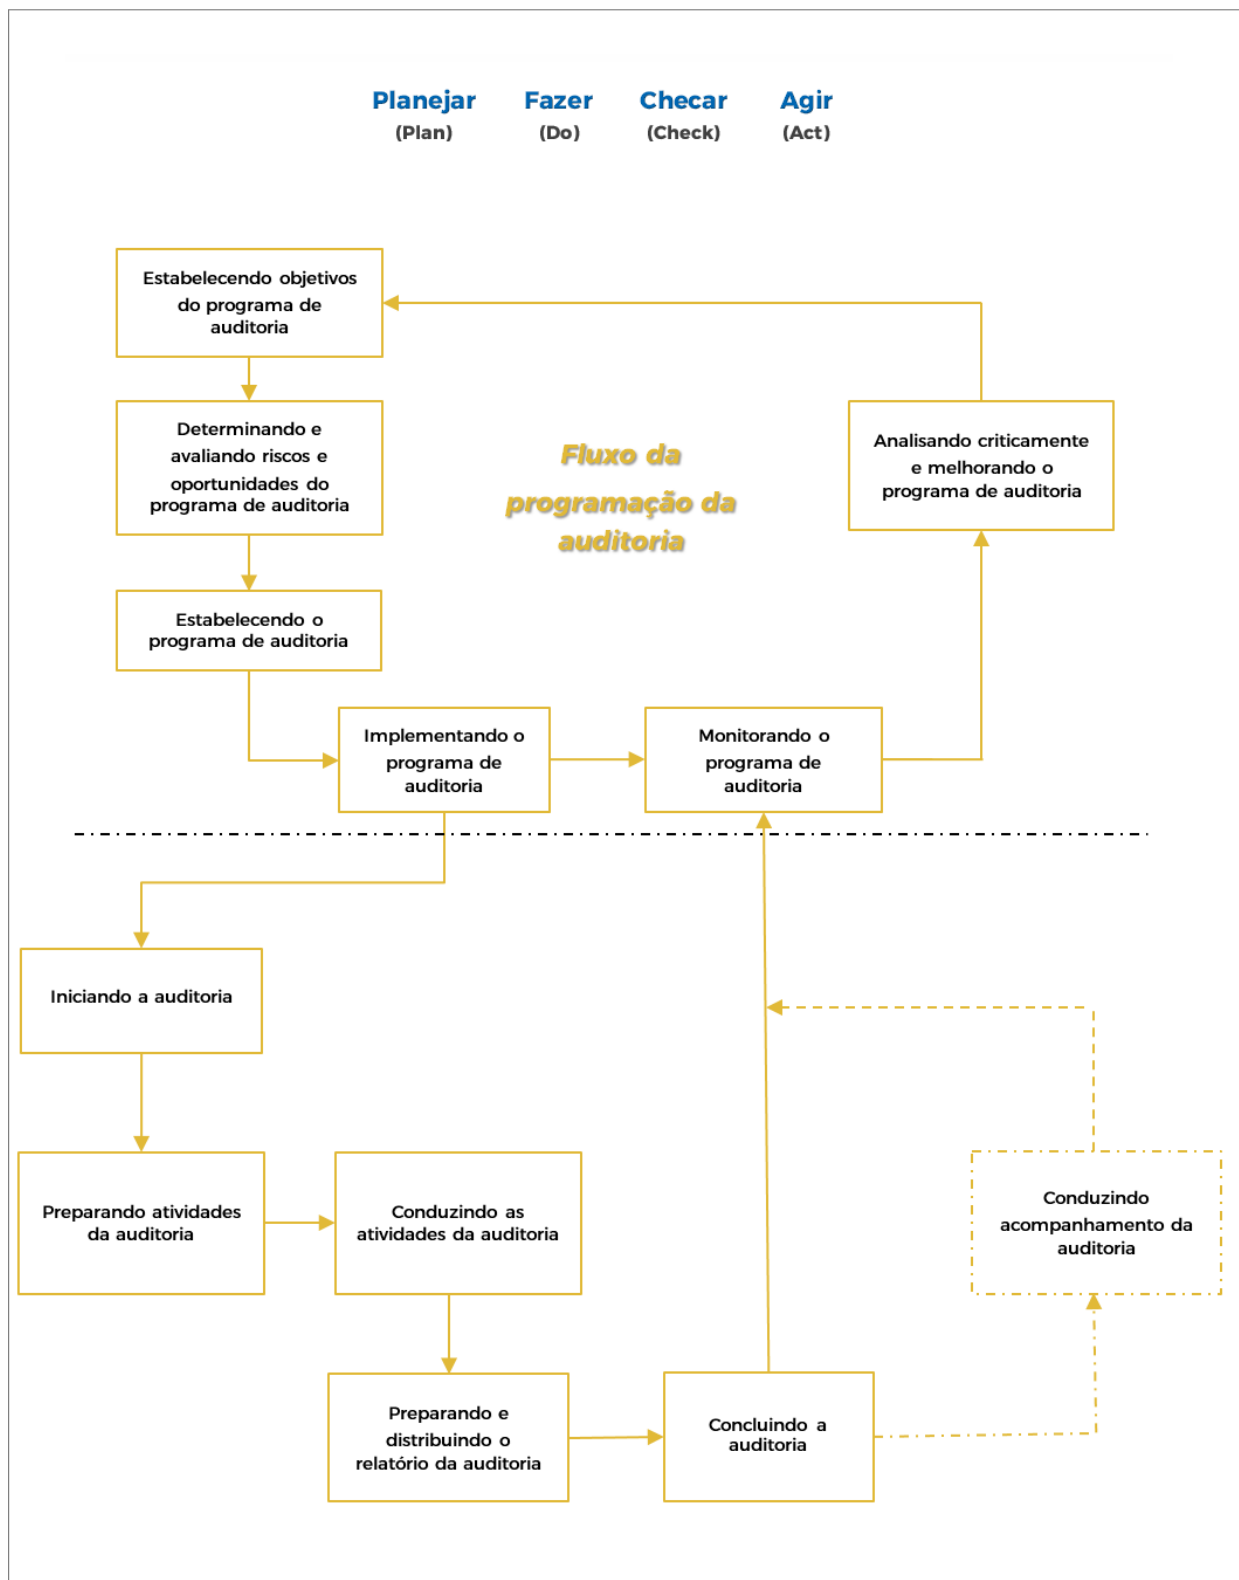 Planejar Fazer Checar Agir
(Plan) (Do) (Check) (Act)
Estabelecendo objetivos
do programa de
auditoria
Determinando e
avaliando riscos e
oportunidades do
programa de auditoria
Fluxo da
programação da
auditoria
Analisando criticamente
e melhorando o
programa de auditoria
Estabelecendo o
programa de auditoria
Implementando o
programa de
auditoria
Monitorando o
programa de
auditoria
Iniciando a auditoria
Preparando atividades
da auditoria
Conduzindo as
atividades da auditoria
Conduzindo
acompanhamento da
auditoria
Preparando e
distribuindo o
relatório da auditoria
Concluindo a
auditoria